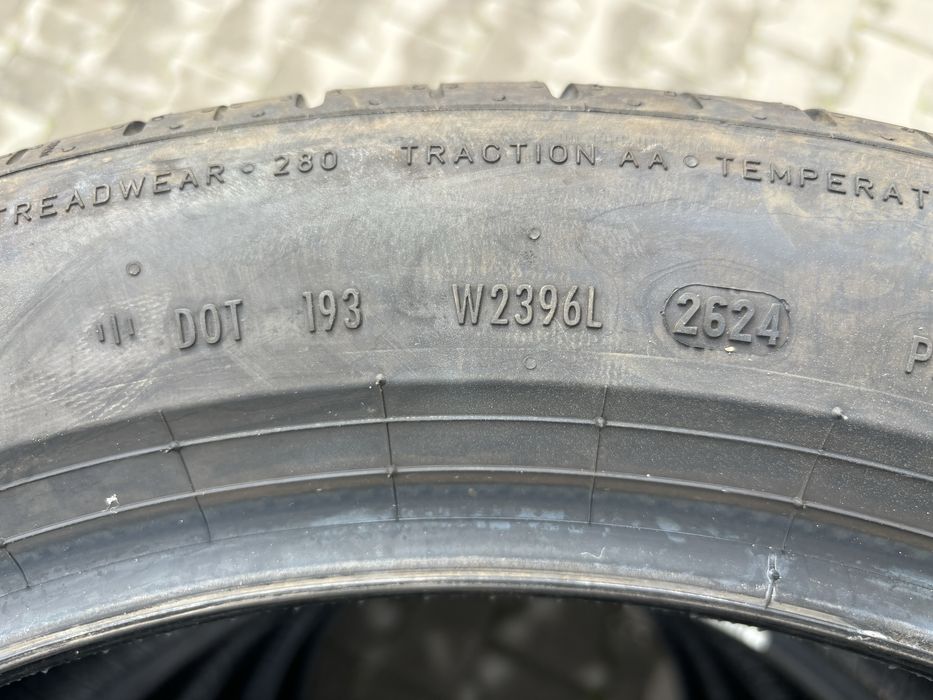 TREADWEAR 280 TRACTION AA TEMPERAT
DOT 193 W2396L 2624 P